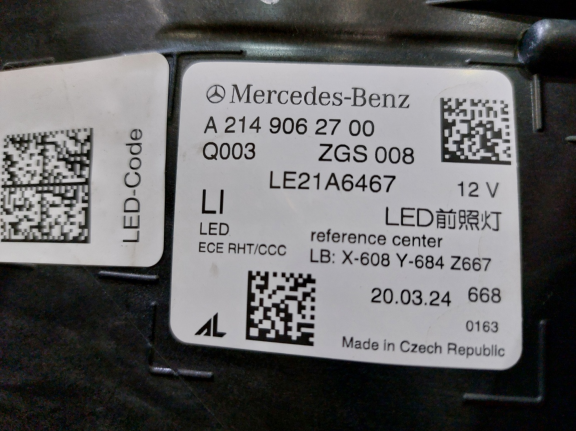 LED-Code
Mercedes-Benz
A 214 906 27 00
Q003 ZGS 008
LE21A6467 12 V
LI LED前照灯
LED
ECE RHT/CCC
reference center
LB: X-608 Y-684 Z667
20.03.24 668
0163
AL
Made in Czech Republic